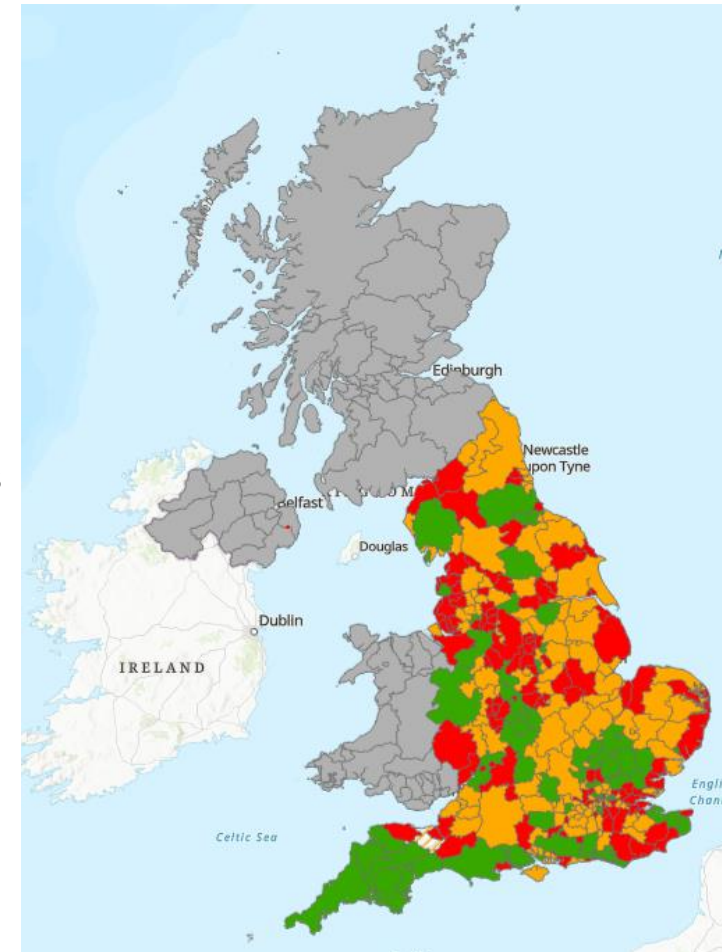 Edinburgh
Newcastle
upon Tyne
Belfast
Douglas
Dublin
IRELAND
Celtic Sea